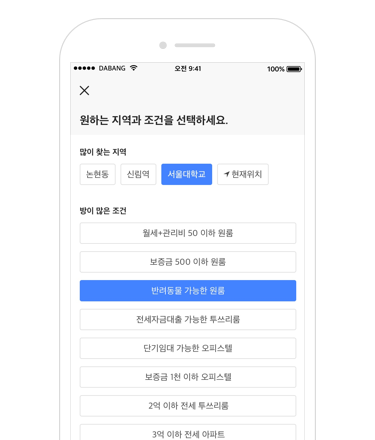 DABANG 오전 9:41 100%
원하는 지역과 조건을 선택하세요.
많이 찾는 지역
논현동 신림역 서울대학교 현재위치
방이 많은 조건
월세+관리비 50 이하 원룸
보증금 500 이하 원룸
반려동물 가능한 원룸
전세자금대출 가능한 투쓰리룸
단기임대 가능한 오피스텔
보증금 1천 이하 오피스텔
2억 이하 전세 투쓰리룸
3억 이하 전세 아파트